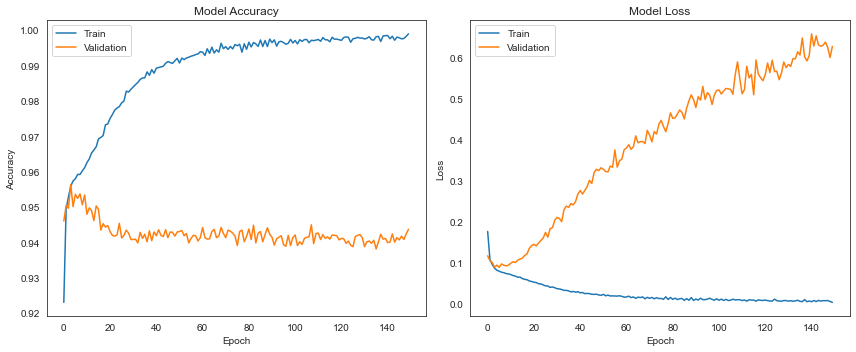 Model Accuracy
Train
Validation
1.00
0.99
0.98
0.97
0.96
0.95
0.94
0.93
0.92
Accuracy
0 20 40 60 80 100 120 140
Epoch
Model Loss
Train
Validation
0.6
0.5
0.4
0.3
0.2
0.1
0.0
Loss
0 20 40 60 80 100 120 140
Epoch